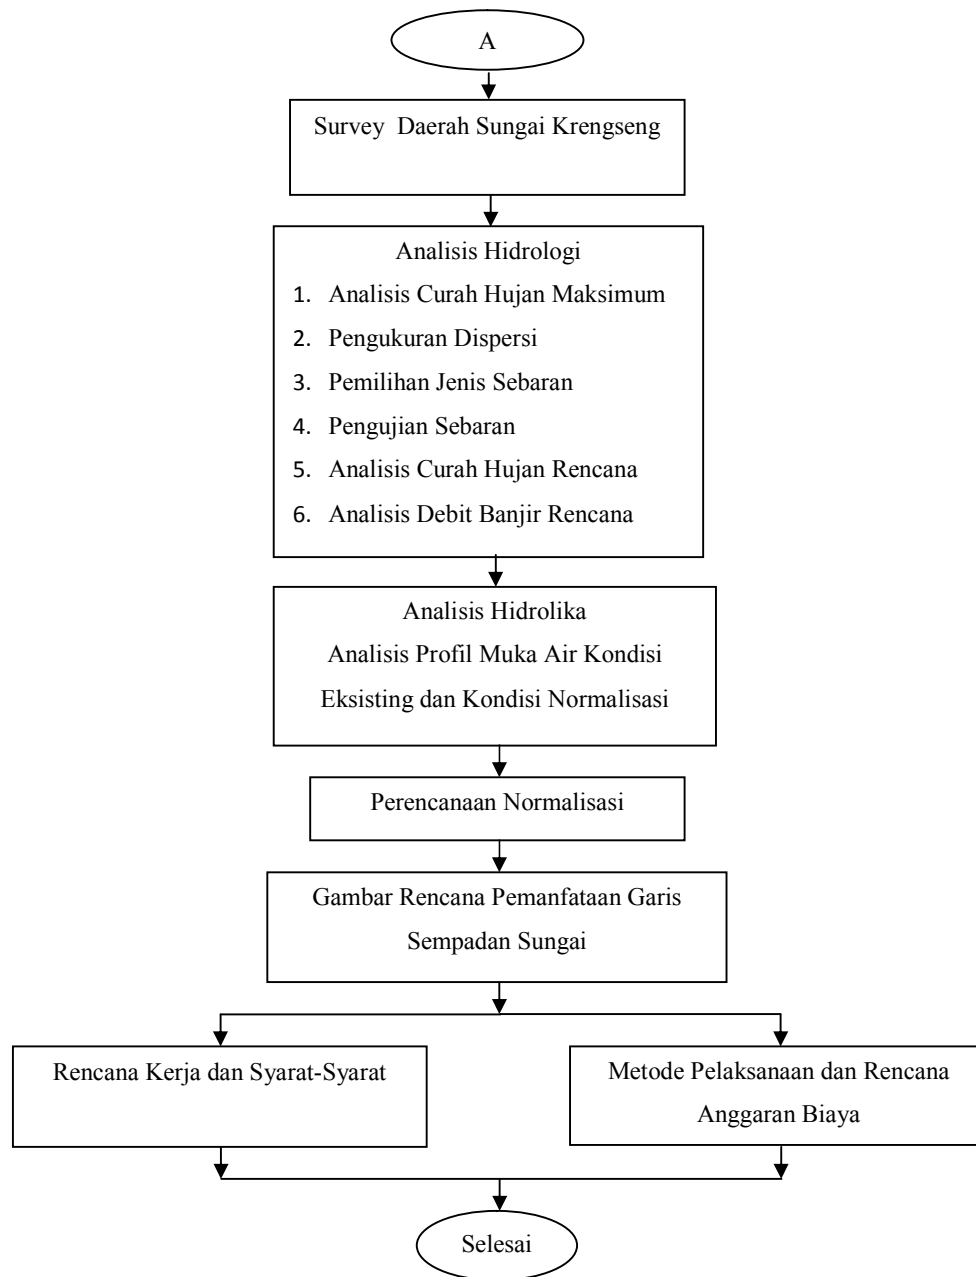 A
Survey Daerah Sungai Krengseng
Analisis Hidrologi
1. Analisis Curah Hujan Maksimum
2. Pengukuran Dispersi
3. Pemilihan Jenis Sebaran
4. Pengujian Sebaran
5. Analisis Curah Hujan Rencana
6. Analisis Debit Banjir Rencana
Analisis Hidrolika
Analisis Profil Muka Air Kondisi
Eksisting dan Kondisi Normalisasi
Perencanaan Normalisasi
Gambar Rencana Pemanfataan Garis
Sempadan Sungai
Rencana Kerja dan Syarat-Syarat
Metode Pelaksanaan dan Rencana
Anggaran Biaya
Selesai